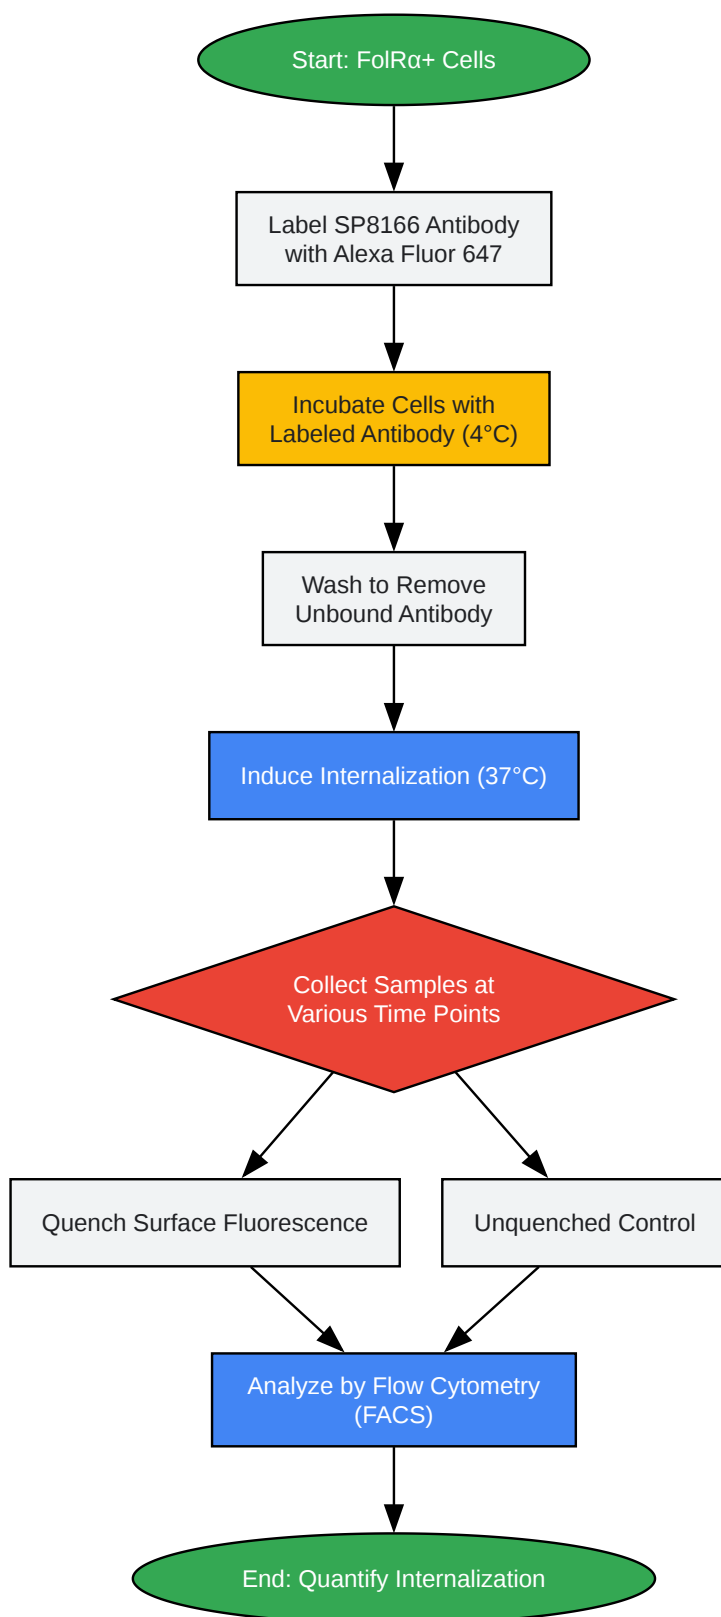 Start: FolRα+ Cells
Label SP8166 Antibody
with Alexa Fluor 647
Incubate Cells with
Labeled Antibody (4°C)
Wash to Remove
Unbound Antibody
Induce Internalization (37°C)
Collect Samples at
Various Time Points
Quench Surface Fluorescence
Unquenched Control
Analyze by Flow Cytometry
(FACS)
End: Quantify Internalization